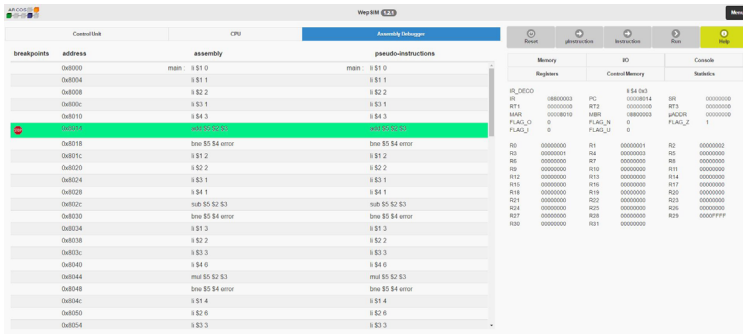 ARCOS
WepSIM 1.2.1
Menu
Control Unit CPU Assembly Debugger
breakpoints address assembly pseudo-instructions
0x8000 main : li $1 0 main : li $1 0
0x8004 li $1 1 li $1 1
0x8008 li $2 2 li $2 2
0x800c li $3 1 li $3 1
0x8010 li $4 3 li $4 3
STOP 0x8014 add $5 $2 $3 add $5 $2 $3
0x8018 bne $5 $4 error bne $5 $4 error
0x801c li $1 2 li $1 2
0x8020 li $2 2 li $2 2
0x8024 li $3 1 li $3 1
0x8028 li $4 1 li $4 1
0x802c sub $5 $2 $3 sub $5 $2 $3
0x8030 bne $5 $4 error bne $5 $4 error
0x8034 li $1 3 li $1 3
0x8038 li $2 2 li $2 2
0x803c li $3 3 li $3 3
0x8040 li $4 6 li $4 6
0x8044 mul $5 $2 $3 mul $5 $2 $3
0x8048 bne $5 $4 error bne $5 $4 error
0x804c li $1 4 li $1 4
0x8050 li $2 6 li $2 6
0x8054 li $3 3 li $3 3
Reset µInstruction Instruction Run Help
Memory I/O Console
Registers Control Memory Statistics
IR_DECO li $4 0x3
IR 08800003 PC 00008014 SR 00000000
RT1 00000000 RT2 00000000 RT3 00000000
MAR 00008010 MBR 08800003 µADDR 00000000
FLAG_C 0 FLAG_N 0 FLAG_Z 1
FLAG_I 0 FLAG_U 0
R0 00000000 R1 00000001 R2 00000002
R3 00000001 R4 00000003 R5 00000000
R6 00000000 R7 00000000 R8 00000000
R9 00000000 R10 00000000 R11 00000000
R12 00000000 R13 00000000 R14 00000000
R15 00000000 R16 00000000 R17 00000000
R18 00000000 R19 00000000 R20 00000000
R21 00000000 R22 00000000 R23 00000000
R24 00000000 R25 00000000 R26 00000000
R27 00000000 R28 00000000 R29 0000FFFF
R30 00000000 R31 00000000